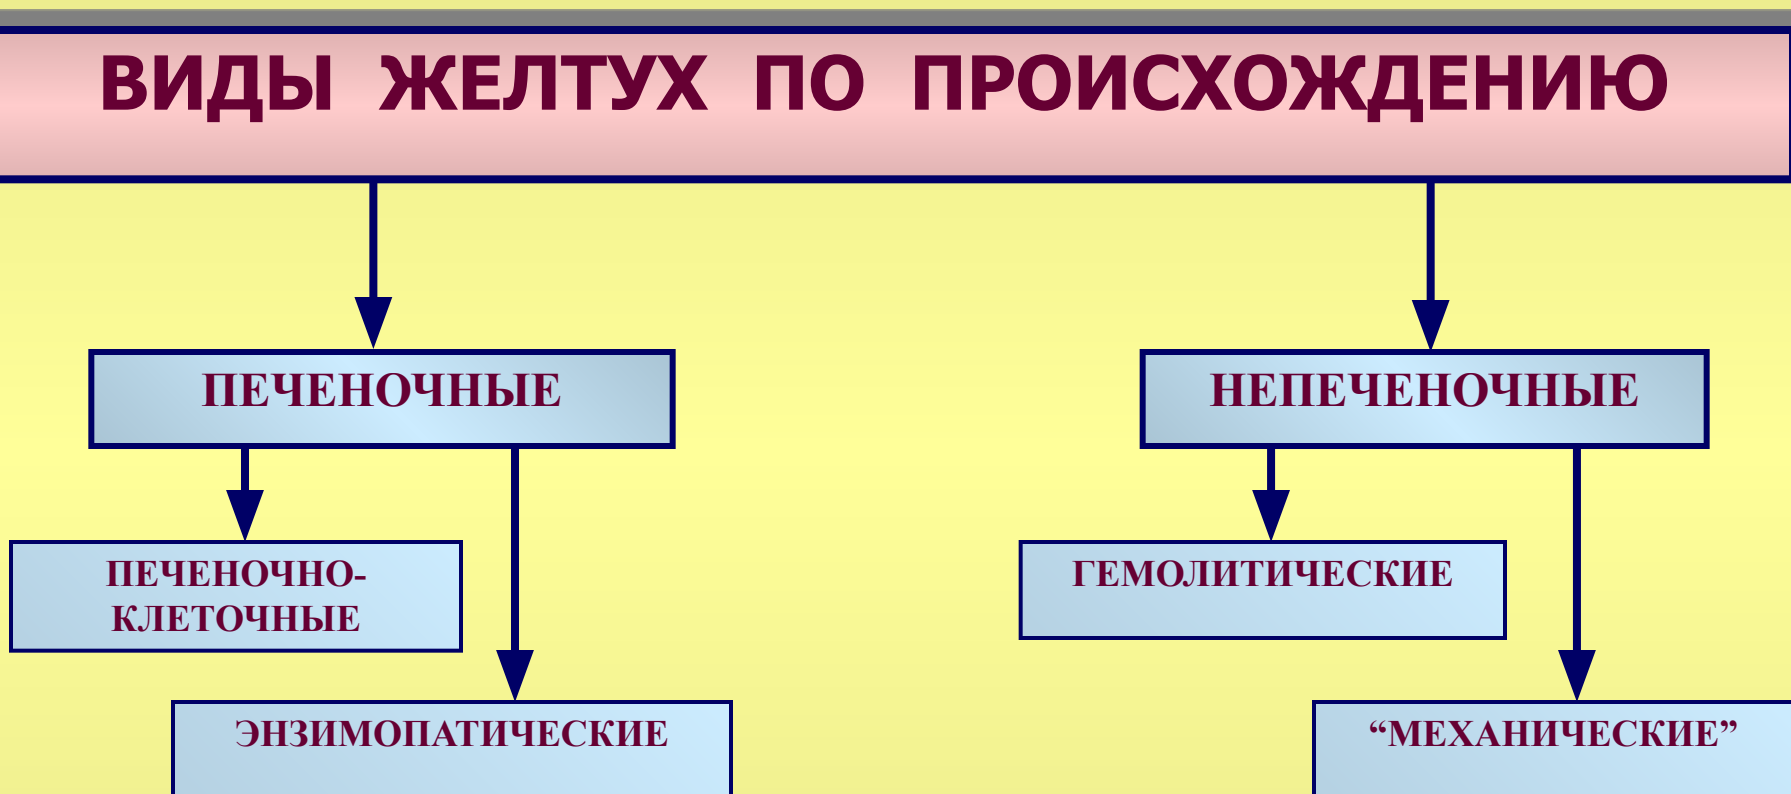 ВИДЫ ЖЕЛТУХ ПО ПРОИСХОЖДЕНИЮ
ПЕЧЕНОЧНЫЕ
НЕПЕЧЕНОЧНЫЕ
ПЕЧЕНОЧНО-
КЛЕТОЧНЫЕ
ГЕМОЛИТИЧЕСКИЕ
ЭНЗИМОПАТИЧЕСКИЕ
“МЕХАНИЧЕСКИЕ”